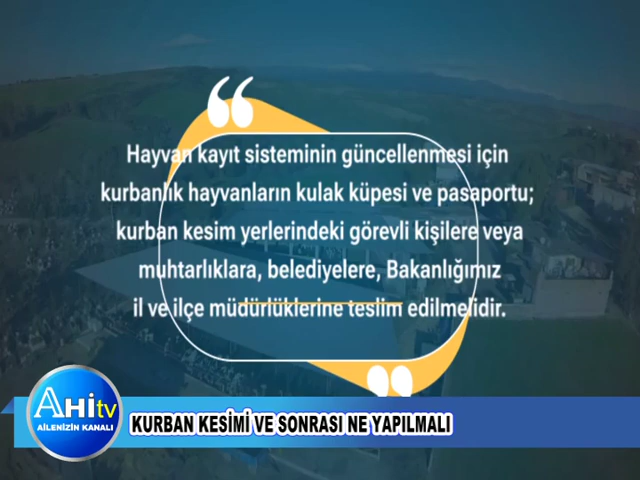 Hayvan kayıt sisteminin güncellenmesi için
kurbanlık hayvanların kulak küpesi ve pasaportu;
kurban kesim yerlerindeki görevli kişilere veya
muhtarlıklara, belediyelere, Bakanlığımız
il ve ilçe müdürlüklerine teslim edilmelidir.
AHİ tv
AİLENİZİN KANALI
KURBAN KESİMİ VE SONRASI NE YAPILMALI